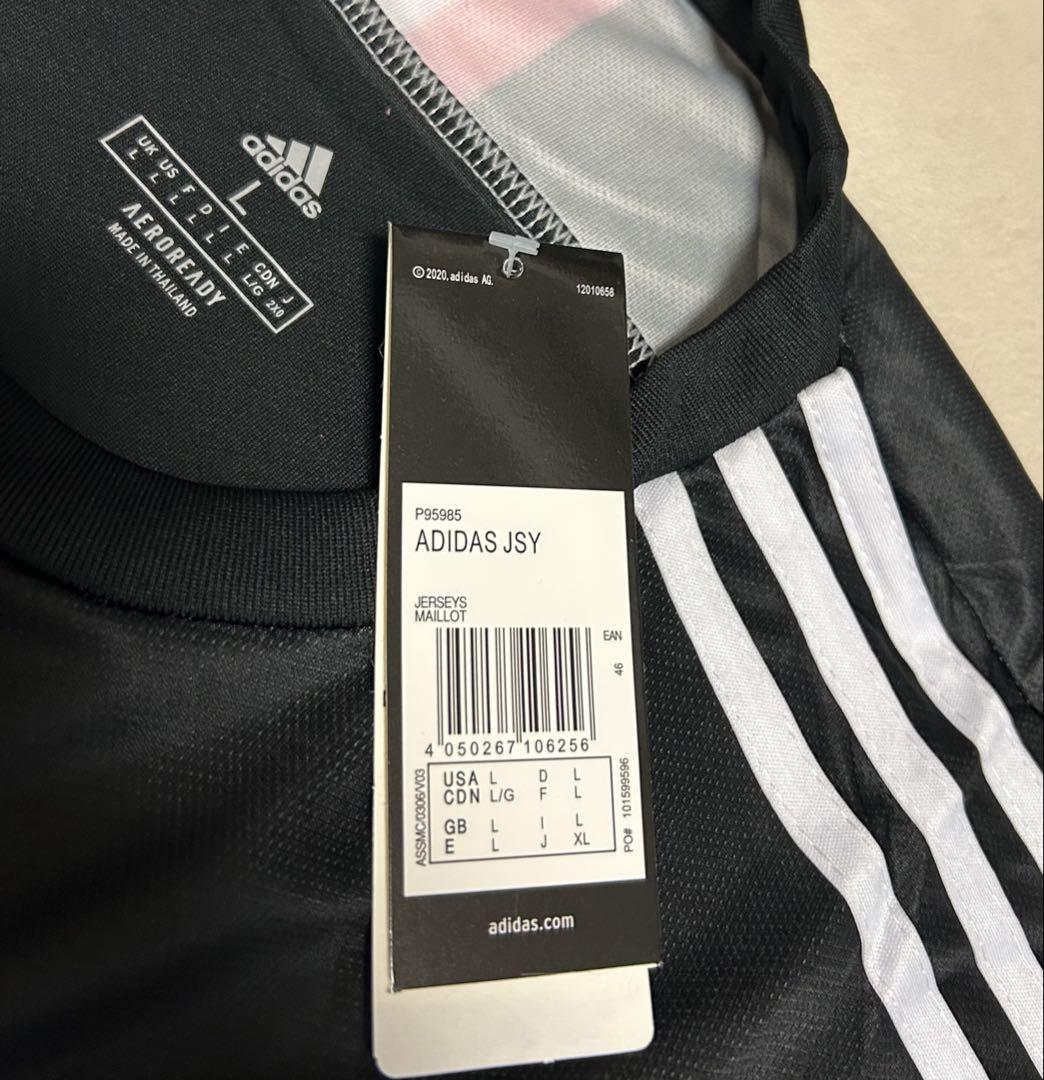 adidas
L
UK US F D I E CDN J
L L L L L L L/G 2XO
AEROREADY
MADE IN THAILAND
© 2020, adidas AG.
12010658
P95985
ADIDAS JSY
JERSEYS
MAILLOT
EAN
46
4 050267 106256
ASSMC/0306/V03
USA L D L
CDN L/G F L
GB L I L
E L J XL
PO# 101599596
adidas.com